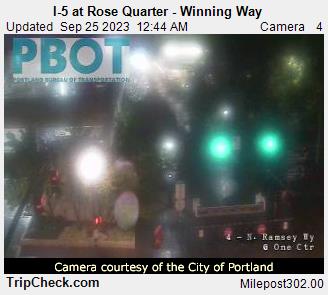 I-5 at Rose Quarter - Winning Way
Updated Sep 25 2023 12:44 AM Camera 4
PBOT
PORTLAND BUREAU OF TRANSPORTATION
4 - N. Ramsey Wy
@ One Ctr
Camera courtesy of the City of Portland
TripCheck.com Milepost302.00